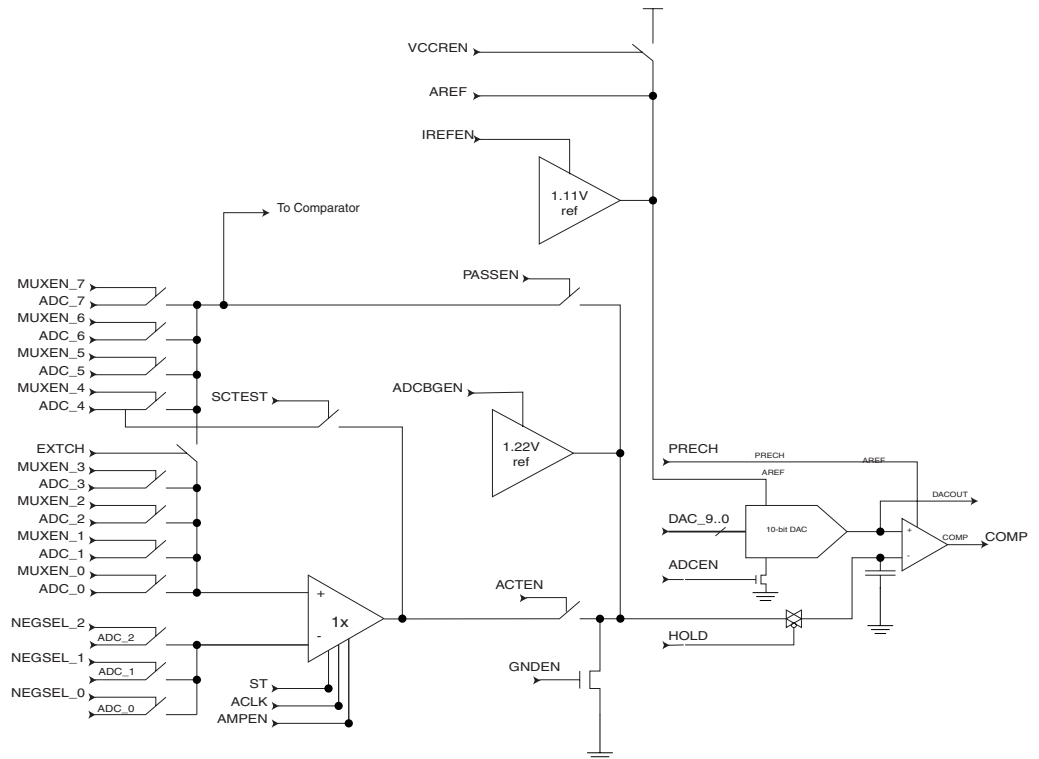 VCCREN
AREF
IREFEN
1.11V
ref
To Comparator
PASSEN
MUXEN_7
ADC_7
MUXEN_6
ADC_6
MUXEN_5
ADC_5
MUXEN_4
ADC_4
SCTEST
ADCBGEN
1.22V
ref
EXTCH
MUXEN_3
ADC_3
MUXEN_2
ADC_2
MUXEN_1
ADC_1
MUXEN_0
ADC_0
PRECH
PRECH
AREF
AREF
DACOUT
DAC_9..0
10-bit DAC
+
-
COMP
COMP
ADCEN
ACTEN
+
1x
-
NEGSEL_2
ADC_2
NEGSEL_1
ADC_1
NEGSEL_0
ADC_0
HOLD
GNDEN
ST
ACLK
AMPEN